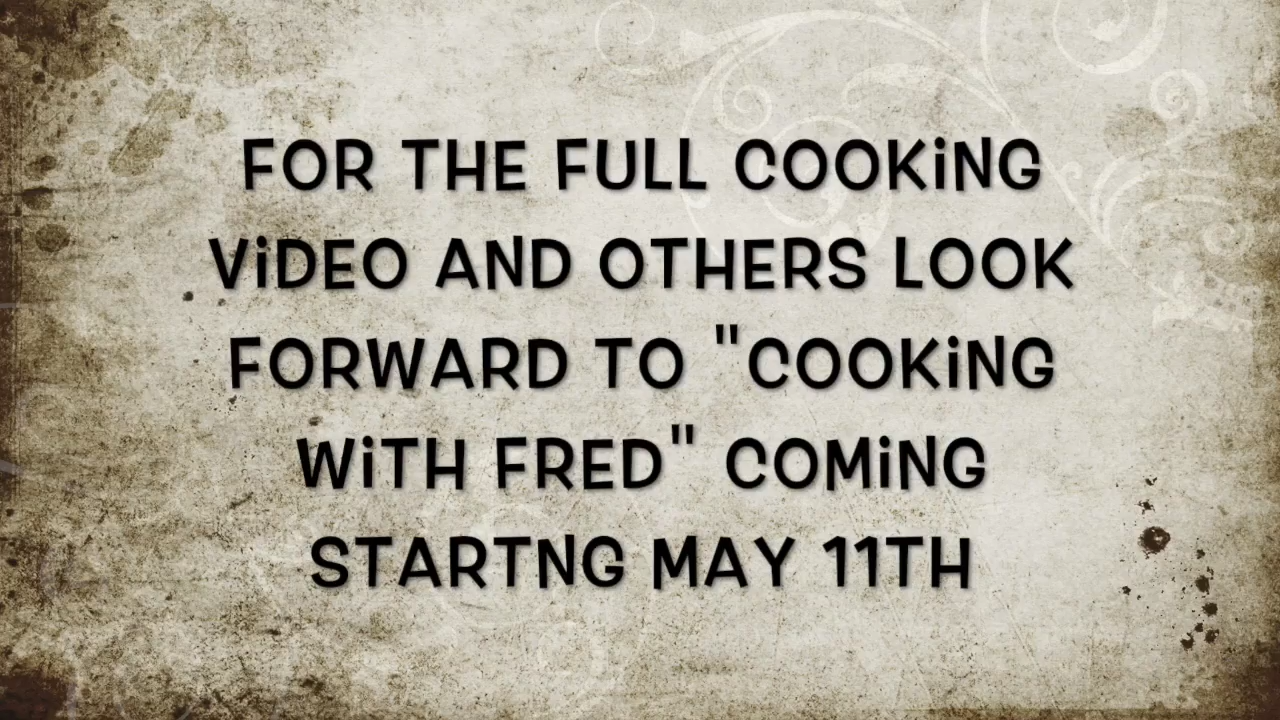 FOR THE FULL COOKiNG
ViDEO AND OTHERS LOOK
FORWARD TO "COOKiNG
WiTH FRED" COMiNG
STARTNG MAY 11TH